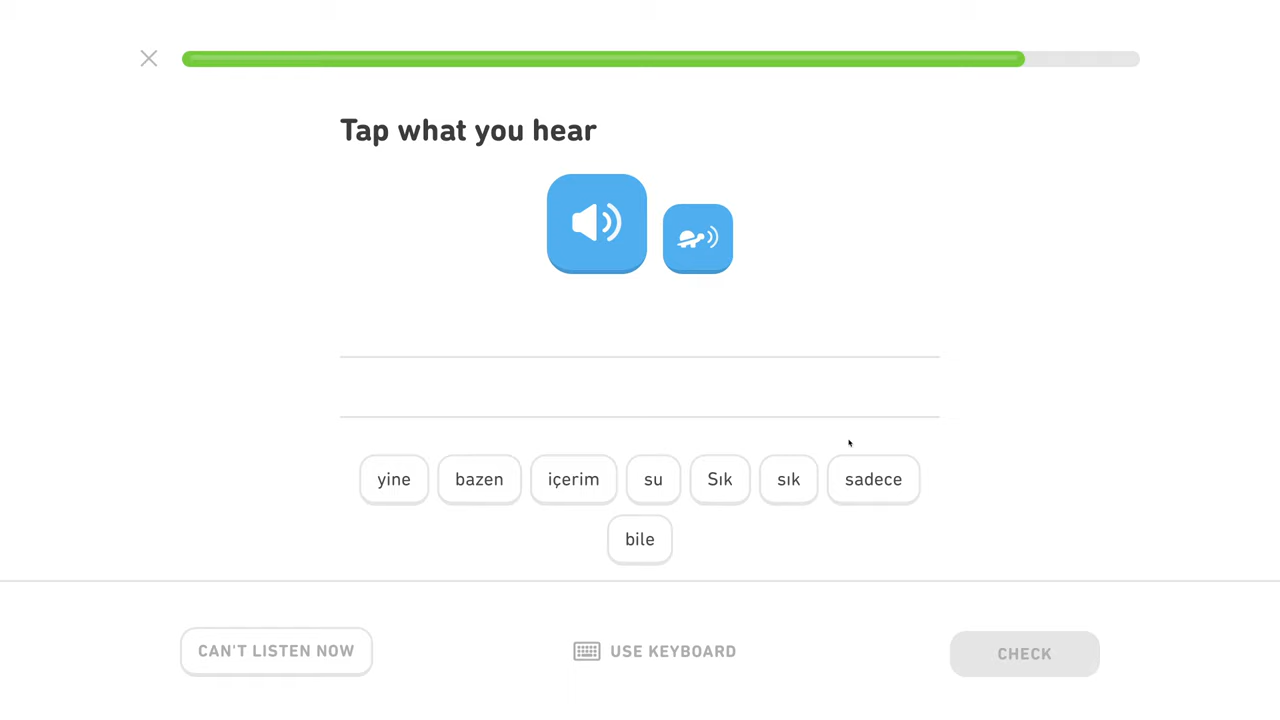 Tap what you hear
yine bazen içerim su Sık sık sadece
bile
CAN'T LISTEN NOW USE KEYBOARD CHECK